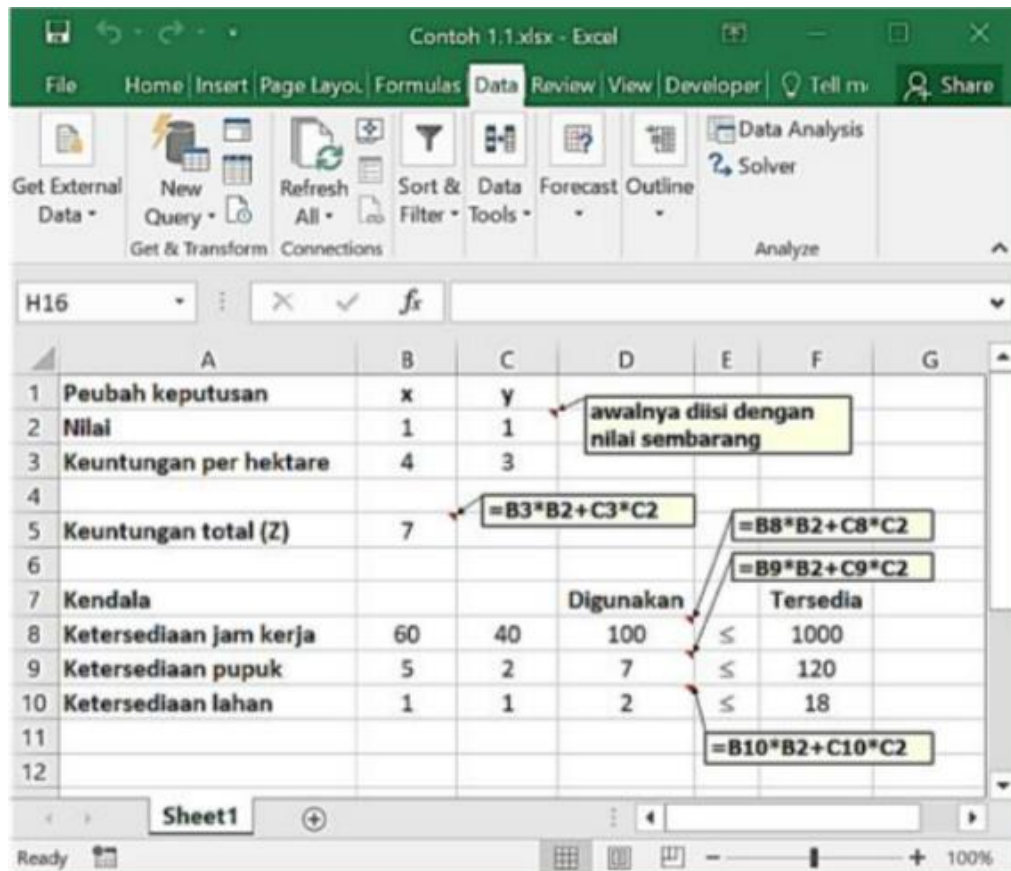 Contoh 1.1.xlsx - Excel
File Home Insert Page Layou Formulas Data Review View Developer Tell m Share
Get External Data
New Query
Refresh All
Sort & Filter
Data Tools
Forecast
Outline
Data Analysis
Solver
Get & Transform Connections Analyze
H16 fx
A B C D E F G
1 Peubah keputusan x y
awalnya diisi dengan
nilai sembarang
2 Nilai 1 1
3 Keuntungan per hektare 4 3
4
=B3*B2+C3*C2
5 Keuntungan total (Z) 7
=B8*B2+C8*C2
6
=B9*B2+C9*C2
7 Kendala Digunakan Tersedia
8 Ketersediaan jam kerja 60 40 100 ≤ 1000
9 Ketersediaan pupuk 5 2 7 ≤ 120
10 Ketersediaan lahan 1 1 2 ≤ 18
11
=B10*B2+C10*C2
12
Sheet1
Ready 100%